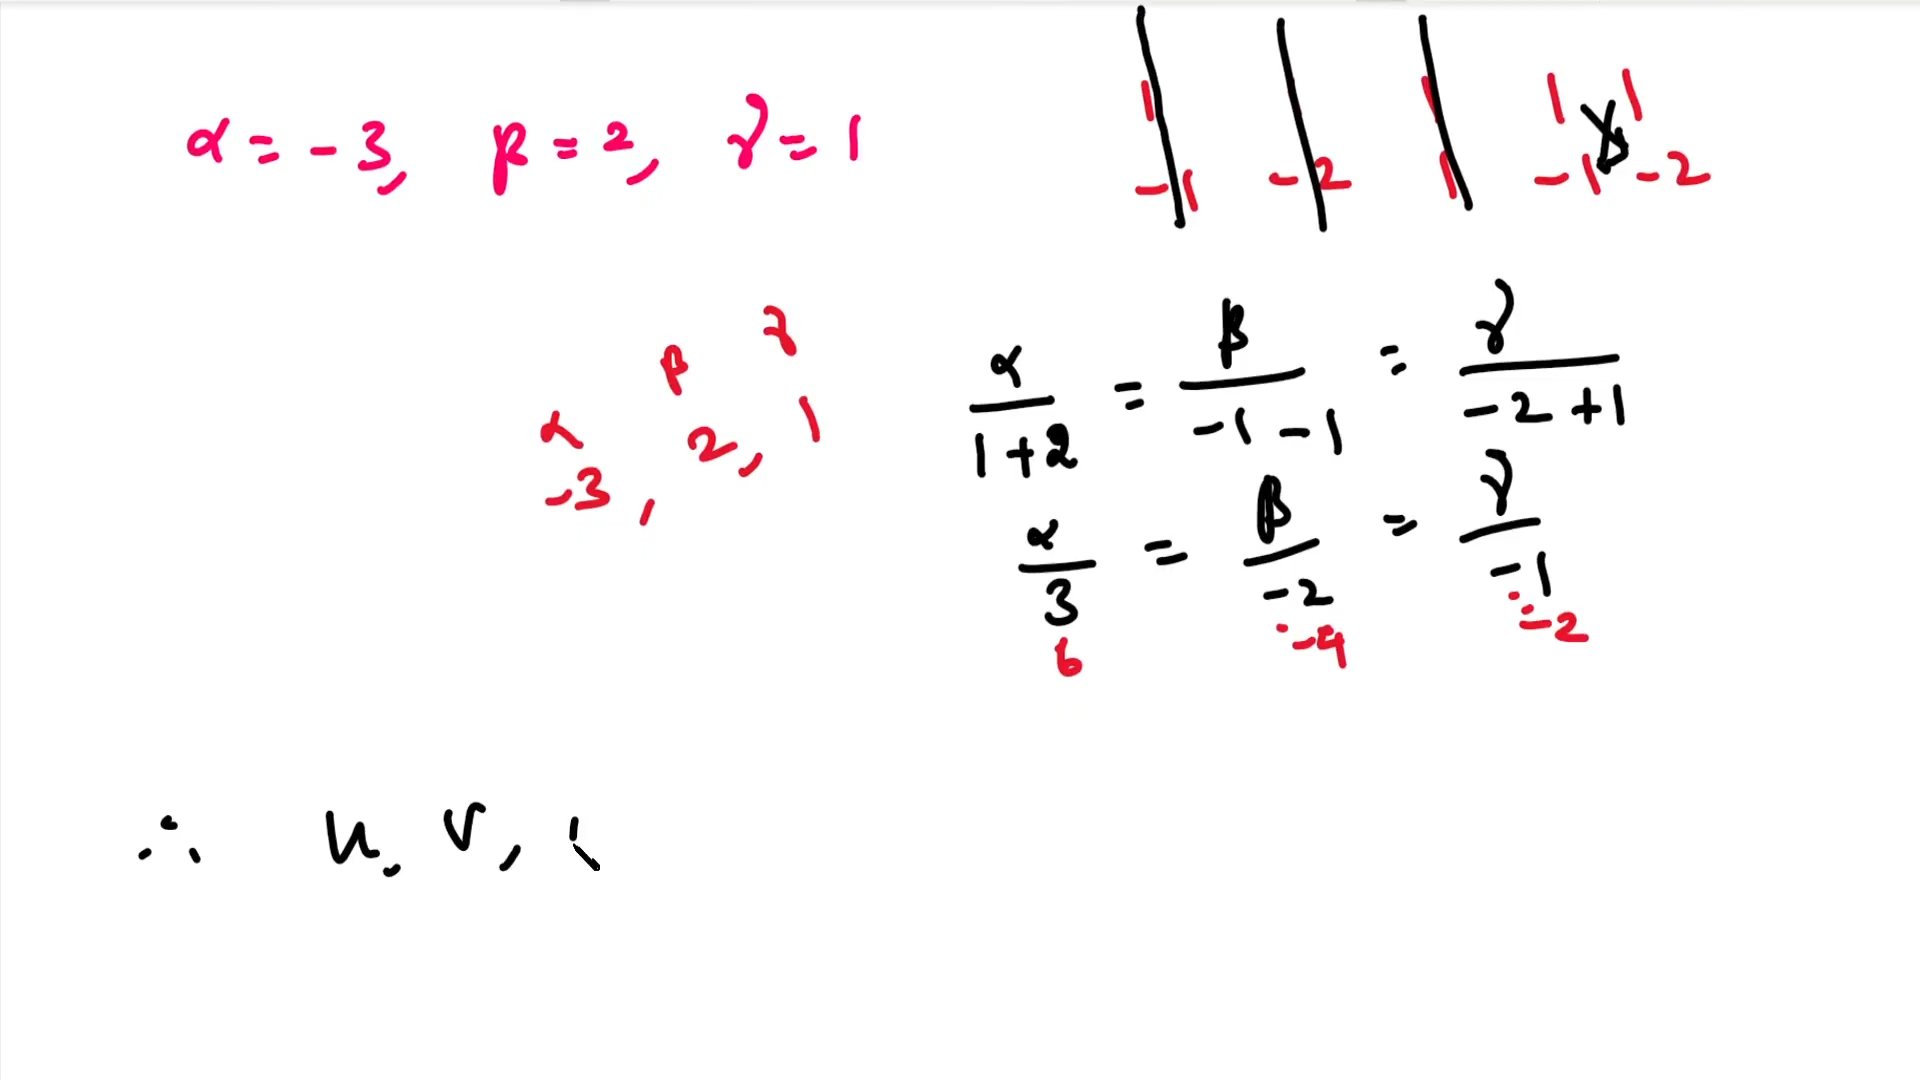 α = -3, β = 2, γ = 1
1 1 1 1
-1 -2 1 -1 -2
α β γ
-3, 2, 1
α/1+2 = β/-1-1 = γ/-2+1
α/3 = β/-2 = γ/-1
6 -4 -2
∴ u, v,